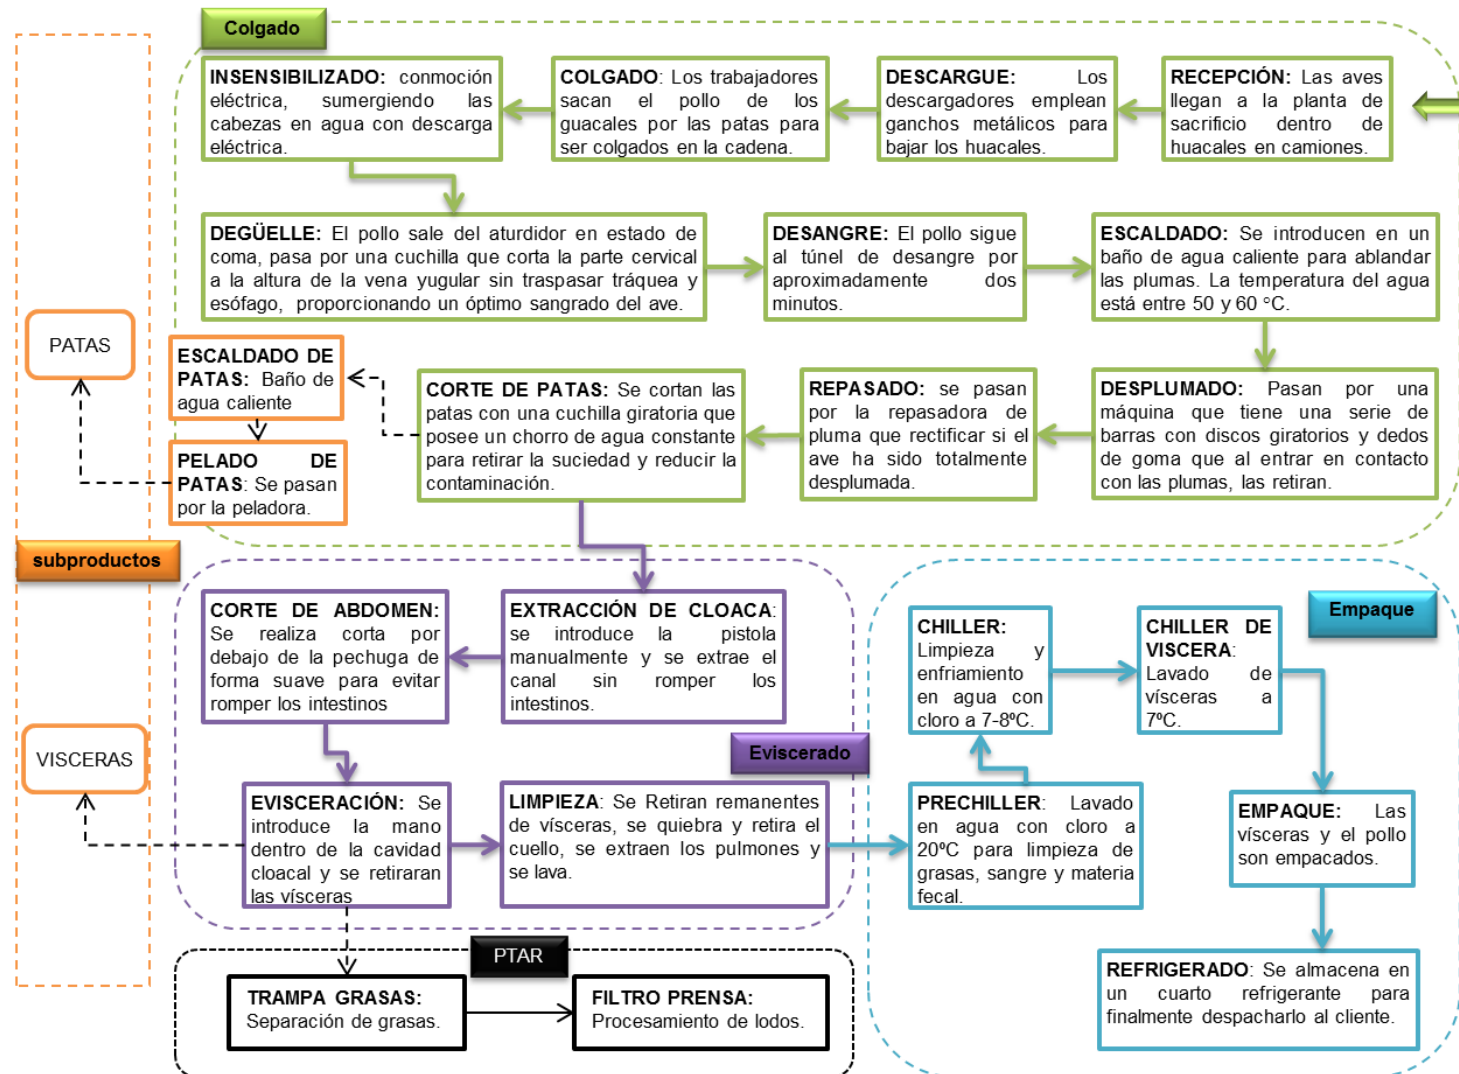 Colgado
INSENSIBILIZADO: conmoción
eléctrica, sumergiendo las
cabezas en agua con descarga
eléctrica.
COLGADO: Los trabajadores
sacan el pollo de los
guacales por las patas para
ser colgados en la cadena.
DESCARGUE: Los
descargadores emplean
ganchos metálicos para
bajar los huacales.
RECEPCIÓN: Las aves
llegan a la planta de
sacrificio dentro de
huacales en camiones.
DEGÜELLE: El pollo sale del aturdidor en estado de
coma, pasa por una cuchilla que corta la parte cervical
a la altura de la vena yugular sin traspasar tráquea y
esófago, proporcionando un óptimo sangrado del ave.
DESANGRE: El pollo sigue
al túnel de desangre por
aproximadamente dos
minutos.
ESCALDADO: Se introducen en un
baño de agua caliente para ablandar
las plumas. La temperatura del agua
está entre 50 y 60 °C.
PATAS
ESCALDADO DE
PATAS: Baño de
agua caliente
PELADO DE
PATAS: Se pasan
por la peladora.
CORTE DE PATAS: Se cortan las
patas con una cuchilla giratoria que
posee un chorro de agua constante
para retirar la suciedad y reducir la
contaminación.
REPASADO: se pasan
por la repasadora de
pluma que rectificar si el
ave ha sido totalmente
desplumada.
DESPLUMADO: Pasan por una
máquina que tiene una serie de
barras con discos giratorios y dedos
de goma que al entrar en contacto
con las plumas, las retiran.
subproductos
CORTE DE ABDOMEN:
Se realiza corta por
debajo de la pechuga de
forma suave para evitar
romper los intestinos
EXTRACCIÓN DE CLOACA:
se introduce la pistola
manualmente y se extrae el
canal sin romper los
intestinos.
Empaque
CHILLER:
Limpieza y
enfriamiento
en agua con
cloro a 7-8ºC.
CHILLER DE
VISCERA:
Lavado de
vísceras a
7ºC.
VISCERAS
Eviscerado
EVISCERACIÓN: Se
introduce la mano
dentro de la cavidad
cloacal y se retiraran
las vísceras
LIMPIEZA: Se Retiran remanentes
de vísceras, se quiebra y retira el
cuello, se extraen los pulmones y
se lava.
PRECHILLER: Lavado
en agua con cloro a
20ºC para limpieza de
grasas, sangre y materia
fecal.
EMPAQUE: Las
vísceras y el pollo
son empacados.
PTAR
TRAMPA GRASAS:
Separación de grasas.
FILTRO PRENSA:
Procesamiento de lodos.
REFRIGERADO: Se almacena en
un cuarto refrigerante para
finalmente despacharlo al cliente.